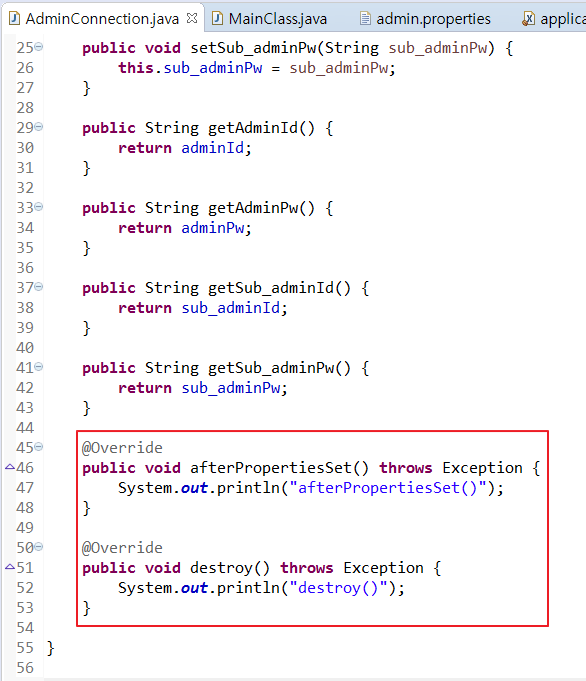 AdminConnection.java MainClass.java admin.properties applica
25 public void setSub_adminPw(String sub_adminPw) {
26 this.sub_adminPw = sub_adminPw;
27 }
28
29 public String getAdminId() {
30 return adminId;
31 }
32
33 public String getAdminPw() {
34 return adminPw;
35 }
36
37 public String getSub_adminId() {
38 return sub_adminId;
39 }
40
41 public String getSub_adminPw() {
42 return sub_adminPw;
43 }
44
45 @Override
46 public void afterPropertiesSet() throws Exception {
47 System.out.println("afterPropertiesSet()");
48 }
49
50 @Override
51 public void destroy() throws Exception {
52 System.out.println("destroy()");
53 }
54
55 }
56